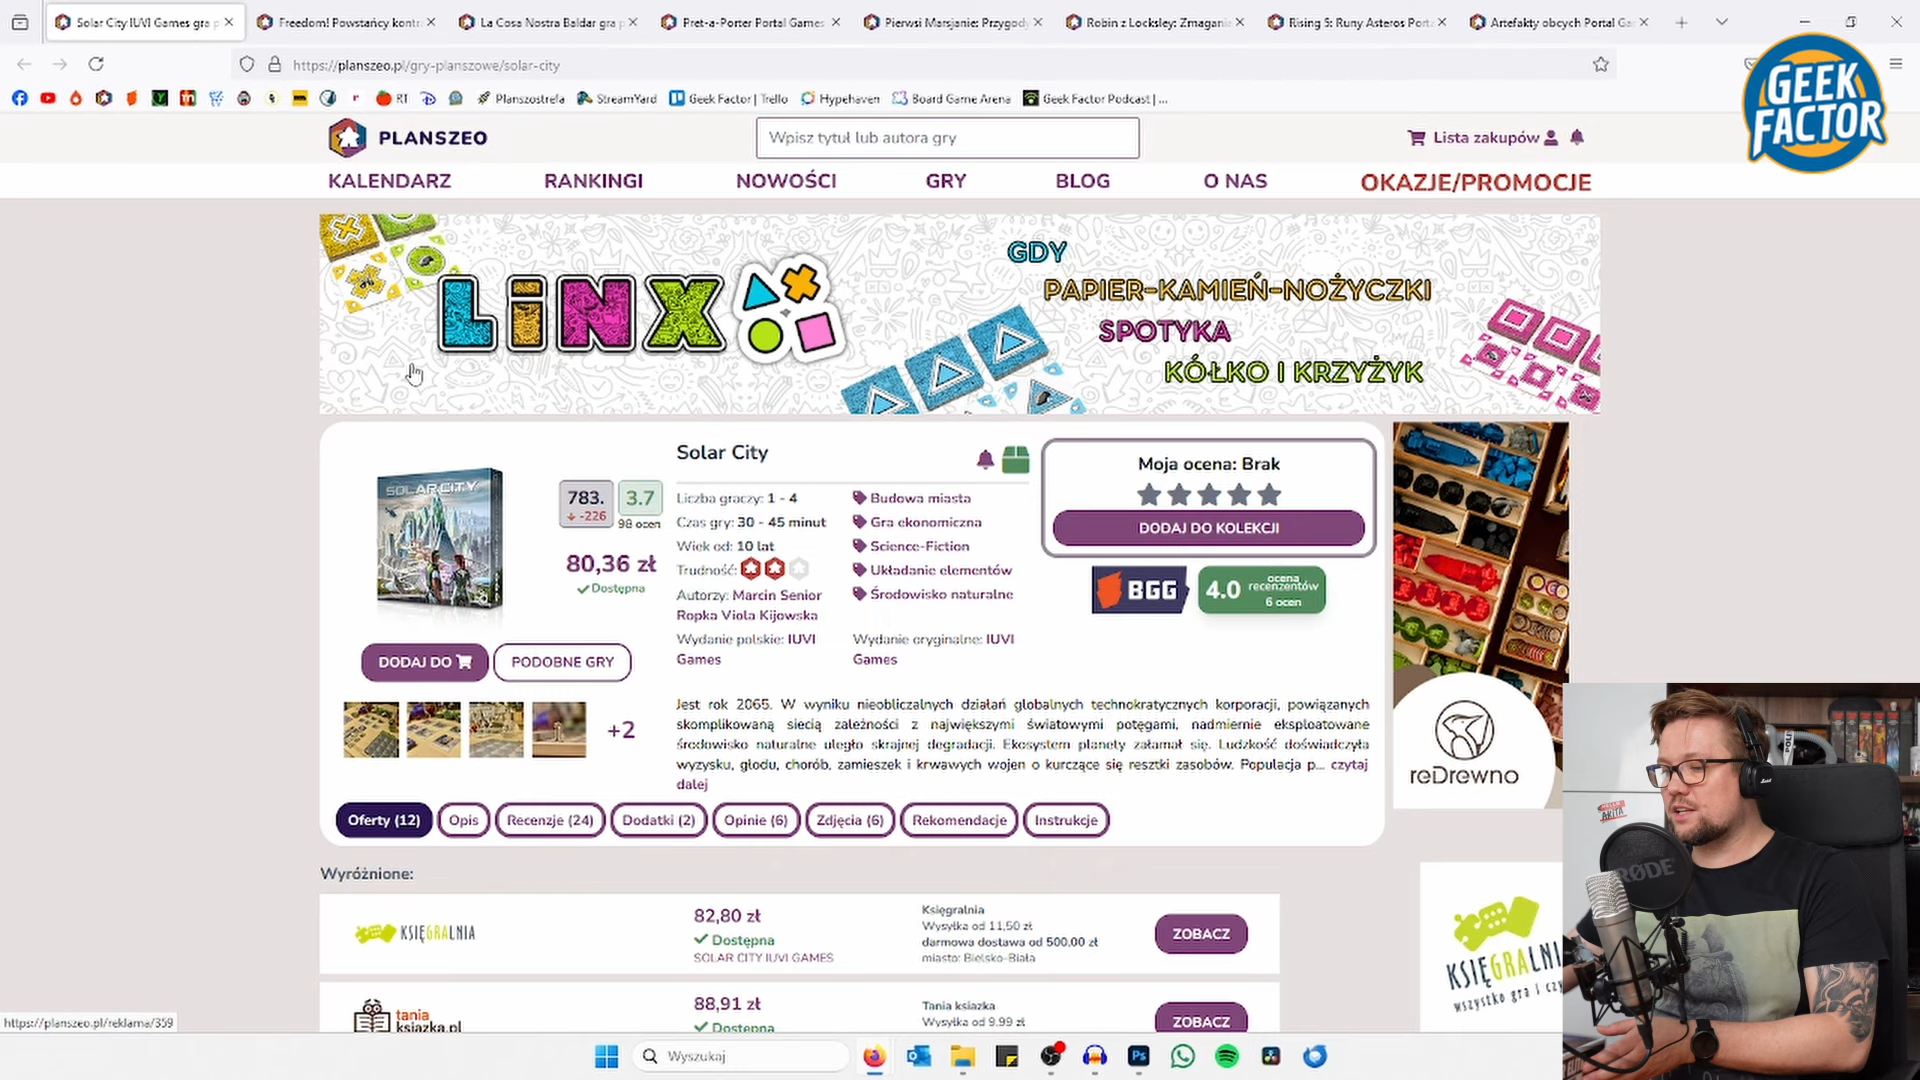 Solar City IUVI Games gra p
Freedom! Powstańcy kontr
La Cosa Nostra Baldar gra p
Pret-a-Porter Portal Games
Pierwsi Marsjanie: Przygody
Robin z Locksley: Zmagani
Rising 5: Runy Asteros Porta
Artefakty obcych Portal Ga
https://planszeo.pl/gry-planszowe/solar-city
RT
Planszostrefa
StreamYard
Geek Factor | Trello
Hypehaven
Board Game Arena
Geek Factor Podcast | ...
GEEK
FACTOR
PLANSZEO
Wpisz tytuł lub autora gry
Lista zakupów
KALENDARZ
RANKINGI
NOWOŚCI
GRY
BLOG
O NAS
OKAZJE/PROMOCJE
LiNX
GDY
PAPIER-KAMIEŃ-NOŻYCZKI
SPOTYKA
KÓŁKO I KRZYŻYK
SOLAR CITY
783.
-226
3.7
98 ocen
80,36 zł
Dostępna
DODAJ DO
PODOBNE GRY
+2
Solar City
Liczba graczy: 1 - 4
Czas gry: 30 - 45 minut
Wiek od: 10 lat
Trudność:
Autorzy: Marcin Senior
Ropka Viola Kijowska
Wydanie polskie: IUVI
Games
Budowa miasta
Gra ekonomiczna
Science-Fiction
Układanie elementów
Środowisko naturalne
Wydanie oryginalne: IUVI
Games
Moja ocena: Brak
DODAJ DO KOLEKCJI
BGG
4.0
ocena
recenzentów
6 ocen
Jest rok 2065. W wyniku nieobliczalnych działań globalnych technokratycznych korporacji, powiązanych
skomplikowaną siecią zależności z największymi światowymi potęgami, nadmiernie eksploatowane
środowisko naturalne uległo skrajnej degradacji. Ekosystem planety załamał się. Ludzkość doświadczyła
wyzysku, głodu, chorób, zamieszek i krwawych wojen o kurczące się resztki zasobów. Populacja p... czytaj
dalej
Oferty (12)
Opis
Recenzje (24)
Dodatki (2)
Opinie (6)
Zdjęcia (6)
Rekomendacje
Instrukcje
reDrewno
Wyróżnione:
KSIĘGRALNIA
82,80 zł
Dostępna
SOLAR CITY IUVI GAMES
Księgralnia
Wysyłka od 11,50 zł
darmowa dostawa od 500,00 zł
miasto: Bielsko-Biała
ZOBACZ
tania
ksiazka.pl
88,91 zł
Dostępna
Tania ksiazka
Wysyłka od 9,99 zł
ZOBACZ
KSIĘGRALNI
wszystko gra i czy
RØDE
https://planszeo.pl/reklama/359
Wyszukaj
Ps